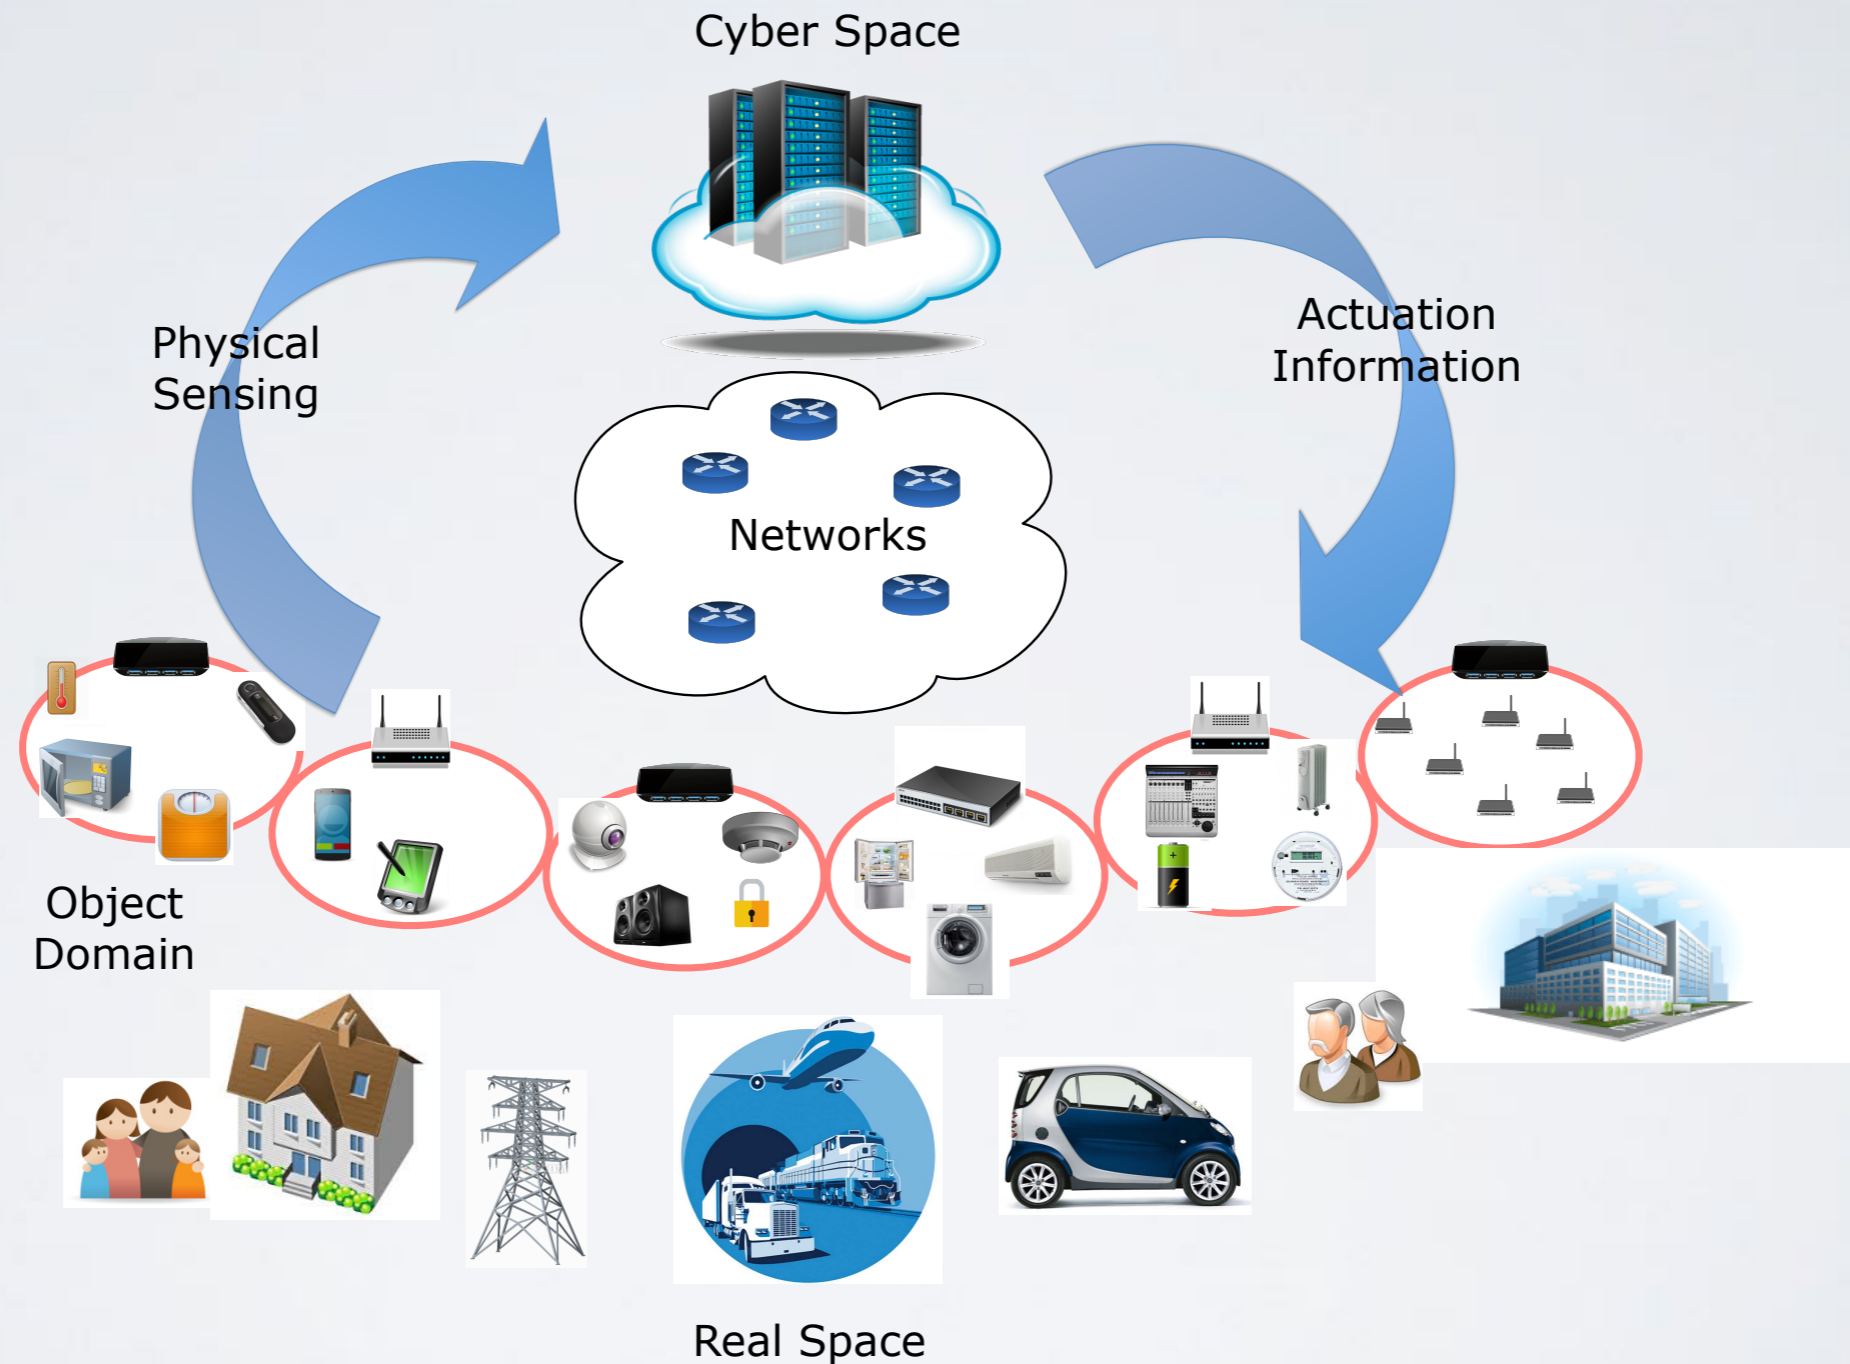 Cyber Space
Physical
Sensing
Actuation
Information
Networks
Object
Domain
Real Space